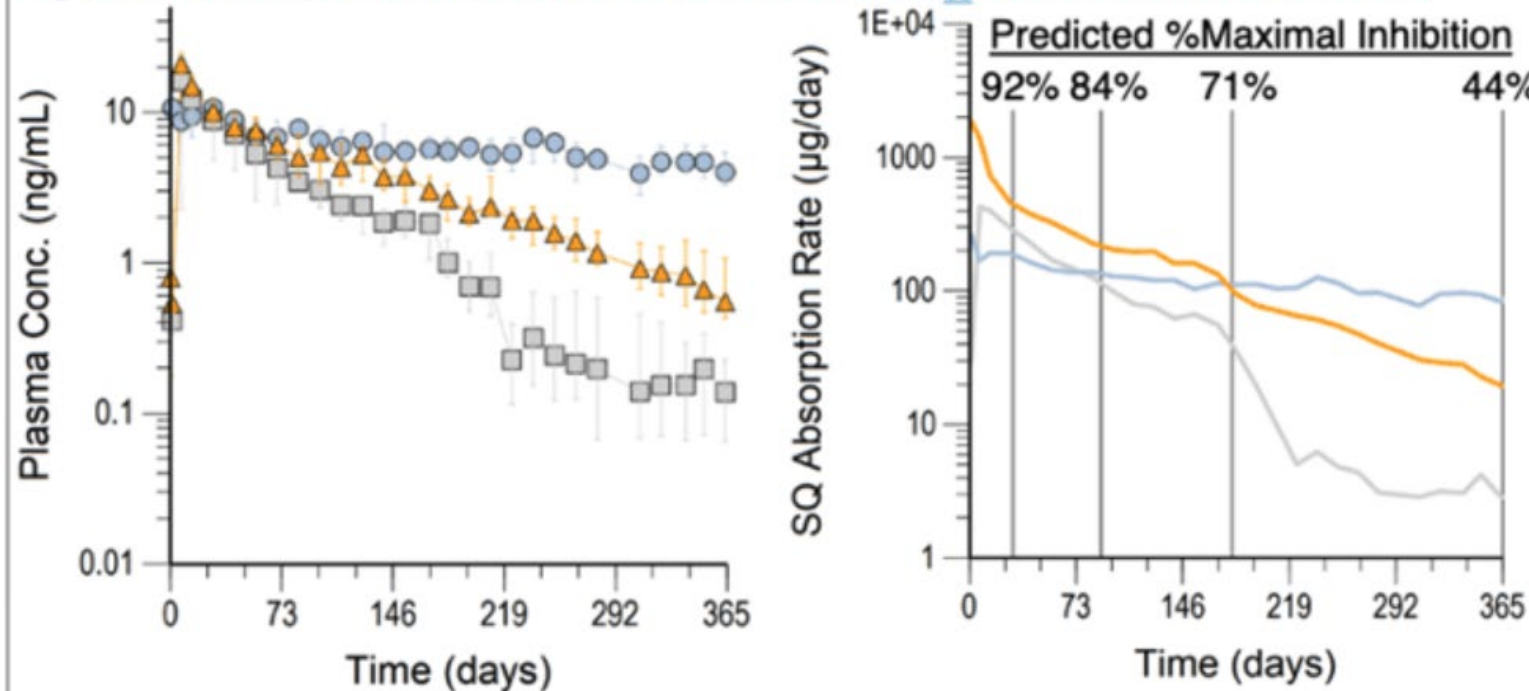 Plasma Conc. (ng/mL)
10
1
0.1
0.01
0 73 146 219 292 365
Time (days)
SQ Absorption Rate (µg/day)
1E+04
1000
100
10
1
Predicted %Maximal Inhibition
92% 84% 71% 44%
0 73 146 219 292 365
Time (days)